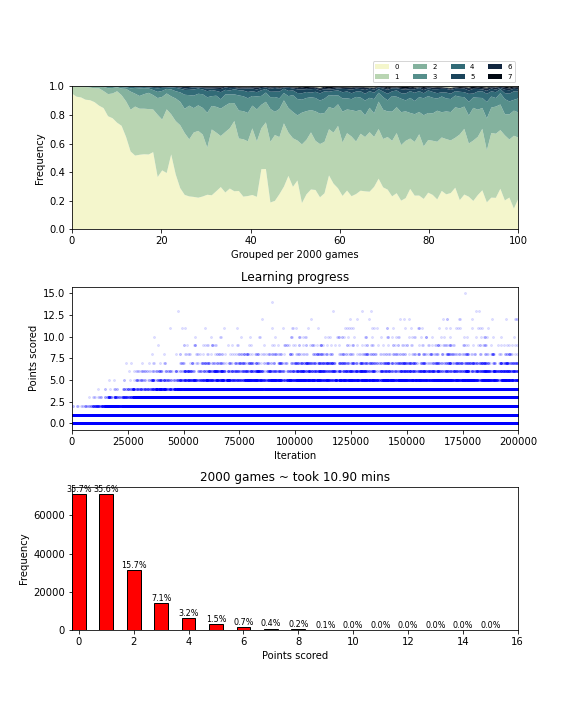 0 2 4 6
1 3 5 7
1.0
0.8
0.6
0.4
0.2
0.0
Frequency
0 20 40 60 80 100
Grouped per 2000 games
Learning progress
15.0
12.5
10.0
7.5
5.0
2.5
0.0
Points scored
0 25000 50000 75000 100000 125000 150000 175000 200000
Iteration
2000 games ~ took 10.90 mins
35.7% 35.6% 15.7% 7.1% 3.2% 1.5% 0.7% 0.4% 0.2% 0.1% 0.0% 0.0% 0.0% 0.0% 0.0% 0.0%
60000
40000
20000
0
Frequency
0 2 4 6 8 10 12 14 16
Points scored